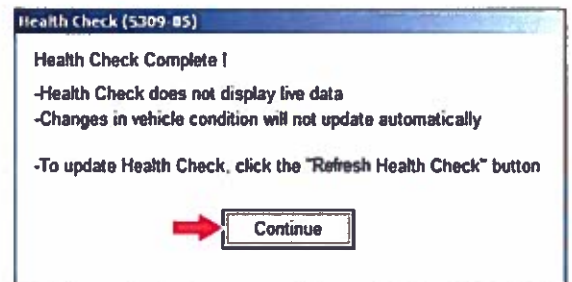 Health Check (5309-05)
Health Check Complete !
-Health Check does not display live data
-Changes in vehicle condition will not update automatically
-To update Health Check, click the "Refresh Health Check" button
Continue